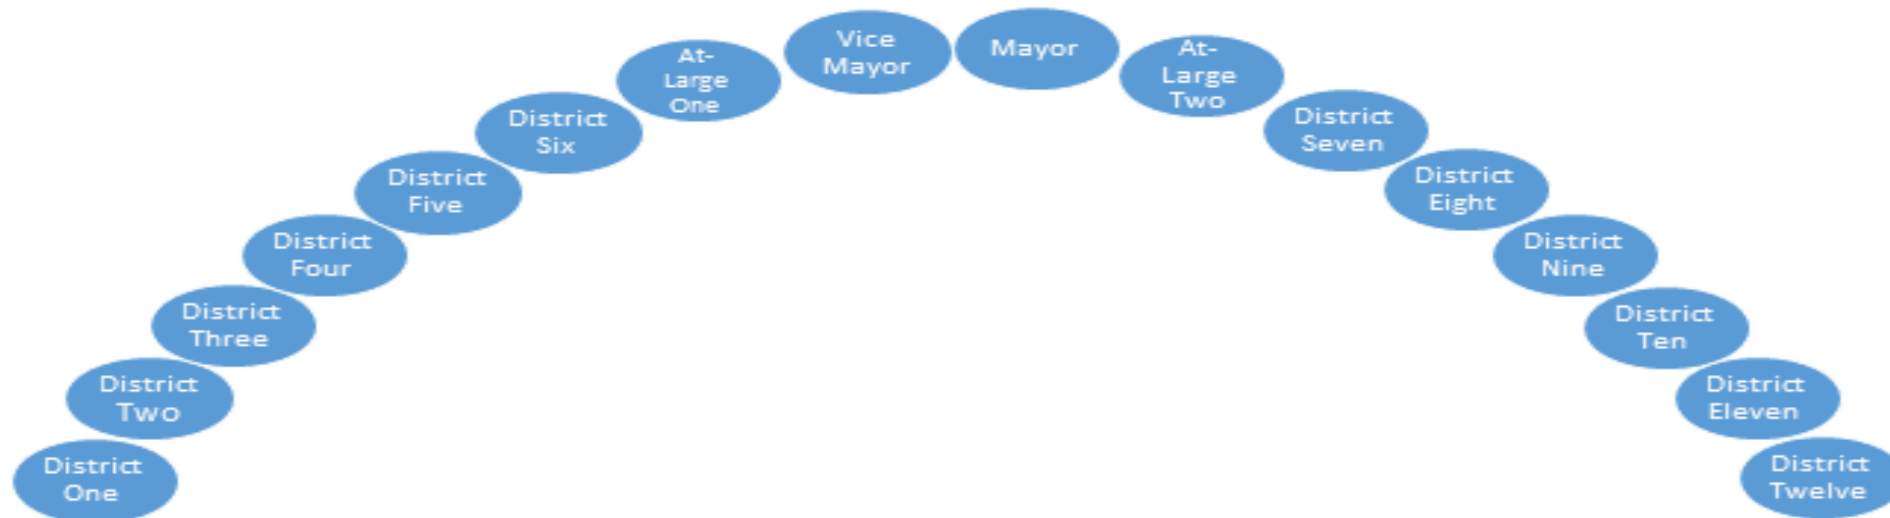 Vice
Mayor
Mayor
At-
Large
One
At-
Large
Two
District
Six
District
Seven
District
Five
District
Eight
District
Four
District
Nine
District
Three
District
Ten
District
Two
District
Eleven
District
One
District
Twelve